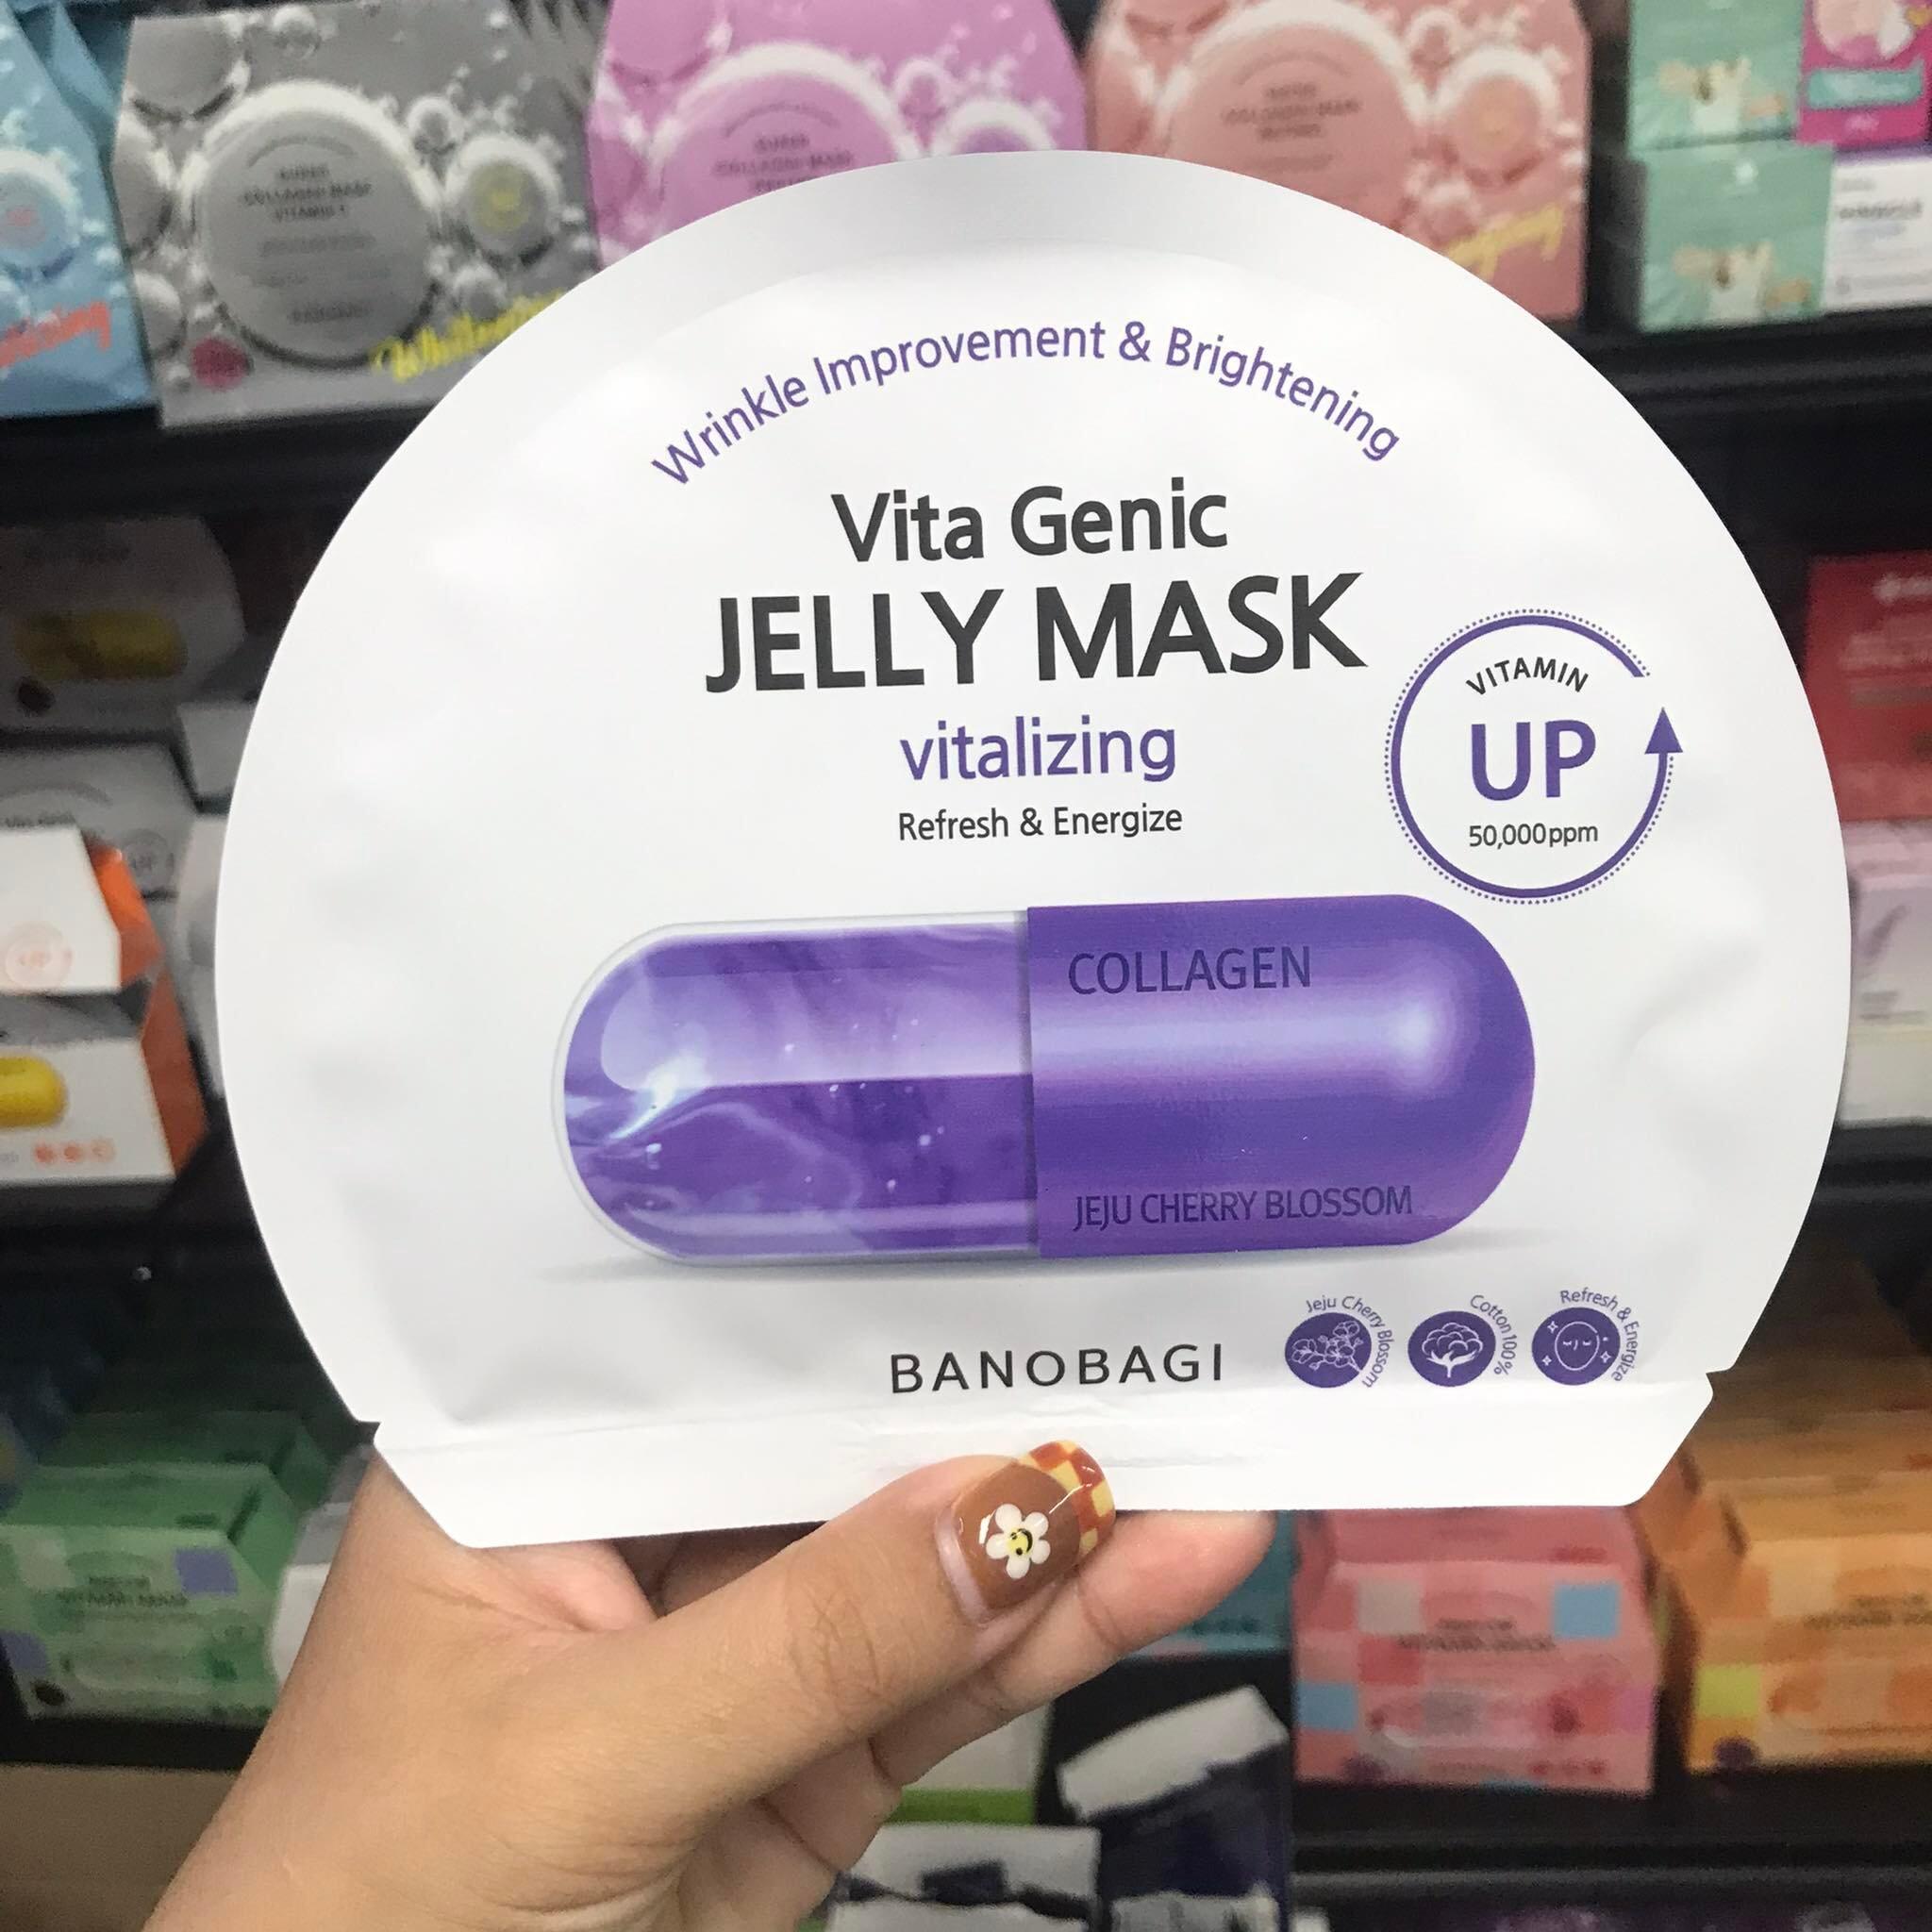 Wrinkle Improvement & Brightening
Vita Genic
JELLY MASK
vitalizing
Refresh & Energize
VITAMIN
UP
50,000ppm
COLLAGEN
JEJU CHERRY BLOSSOM
BANOBAGI
Jeju Cherry Blossom
Cotton 100%
Refresh & Energize